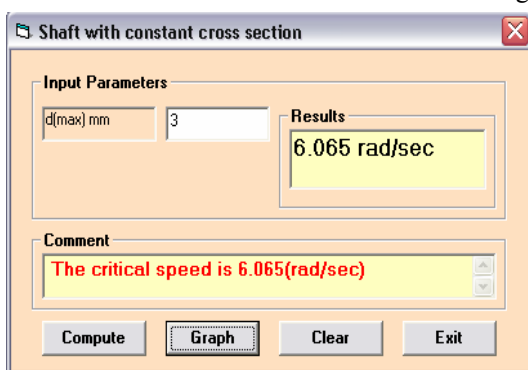 Shaft with constant cross section
Input Parameters
d(max) mm 3
Results
6.065 rad/sec
Comment
The critical speed is 6.065(rad/sec)
Compute Graph Clear Exit